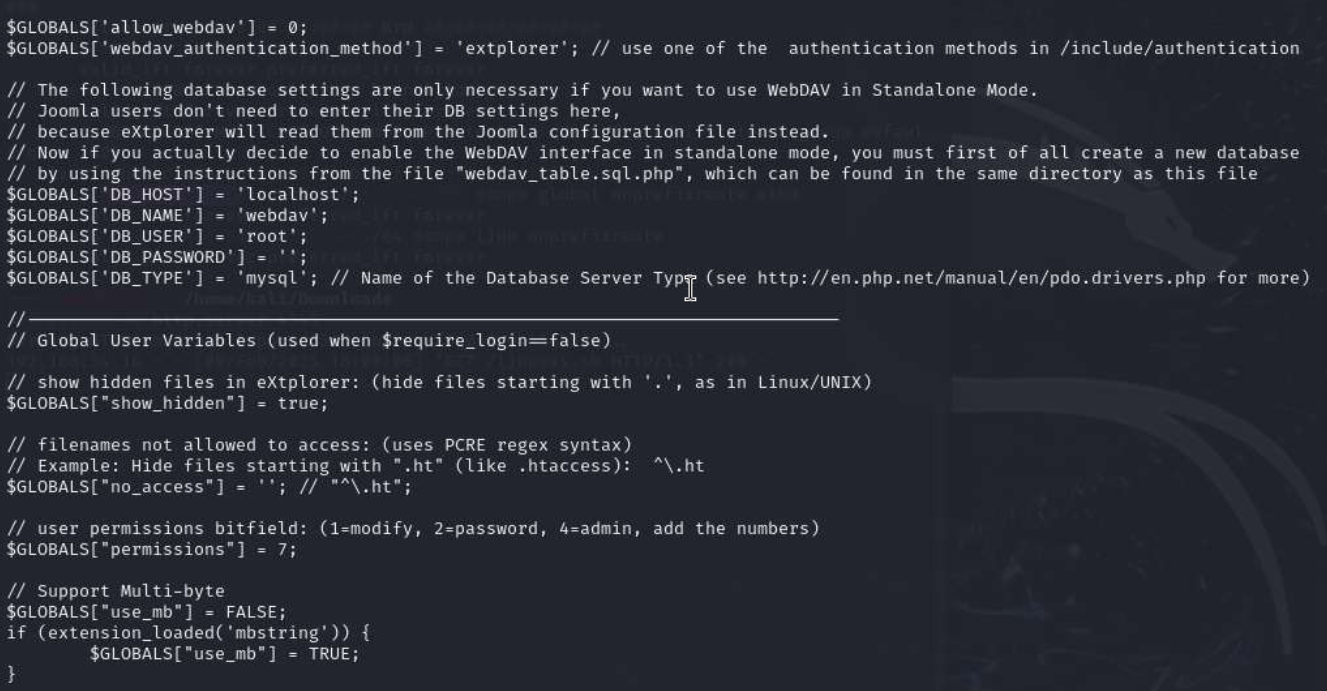 $GLOBALS['allow_webdav'] = 0;
$GLOBALS['webdav_authentication_method'] = 'extplorer'; // use one of the  authentication methods in /include/authentication
// The following database settings are only necessary if you want to use WebDAV in Standalone Mode.
// Joomla users don't need to enter their DB settings here,
// because eXtplorer will read them from the Joomla configuration file instead.
// Now if you actually decide to enable the WebDAV interface in standalone mode, you must first of all create a new database
// by using the instructions from the file "webdav_table.sql.php", which can be found in the same directory as this file
$GLOBALS['DB_HOST'] = 'localhost';
$GLOBALS['DB_NAME'] = 'webdav';
$GLOBALS['DB_USER'] = 'root';
$GLOBALS['DB_PASSWORD'] ='';
$GLOBALS['DB_TYPE'] = 'mysql'; // Name of the Database Server Type (see http://en.php.net/manual/en/pdo.drivers.php for more)
//------------------------------------------------------------------------------
// Global User Variables (used when $require_login==false)
// show hidden files in eXtplorer: (hide files starting with '.', as in Linux/UNIX)
$GLOBALS["show_hidden"] = true;
// filenames not allowed to access: (uses PCRE regex syntax)
// Example: Hide files starting with ".ht" (like .htaccess):  ^\.ht
$GLOBALS["no_access"] = ''; // "^\.ht";
// user permissions bitfield: (1=modify, 2=password, 4=admin, add the numbers)
$GLOBALS["permissions"] = 7;
// Support Multi-byte
$GLOBALS["use_mb"] = FALSE;
if (extension_loaded('mbstring')) {
        $GLOBALS["use_mb"] = TRUE;
}